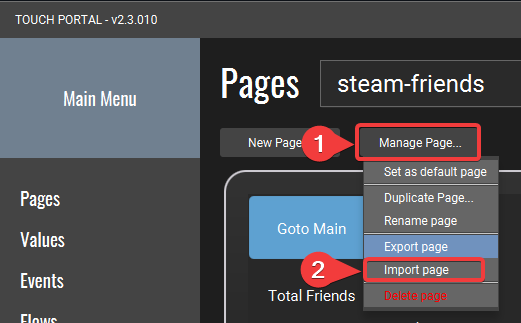 TOUCH PORTAL - v2.3.010
Main Menu
Pages
Values
Events
Pages
steam-friends
New Page
1
Manage Page...
Set as default page
Duplicate Page...
Rename page
Export page
2
Import page
Delete page
Goto Main
Total Friends